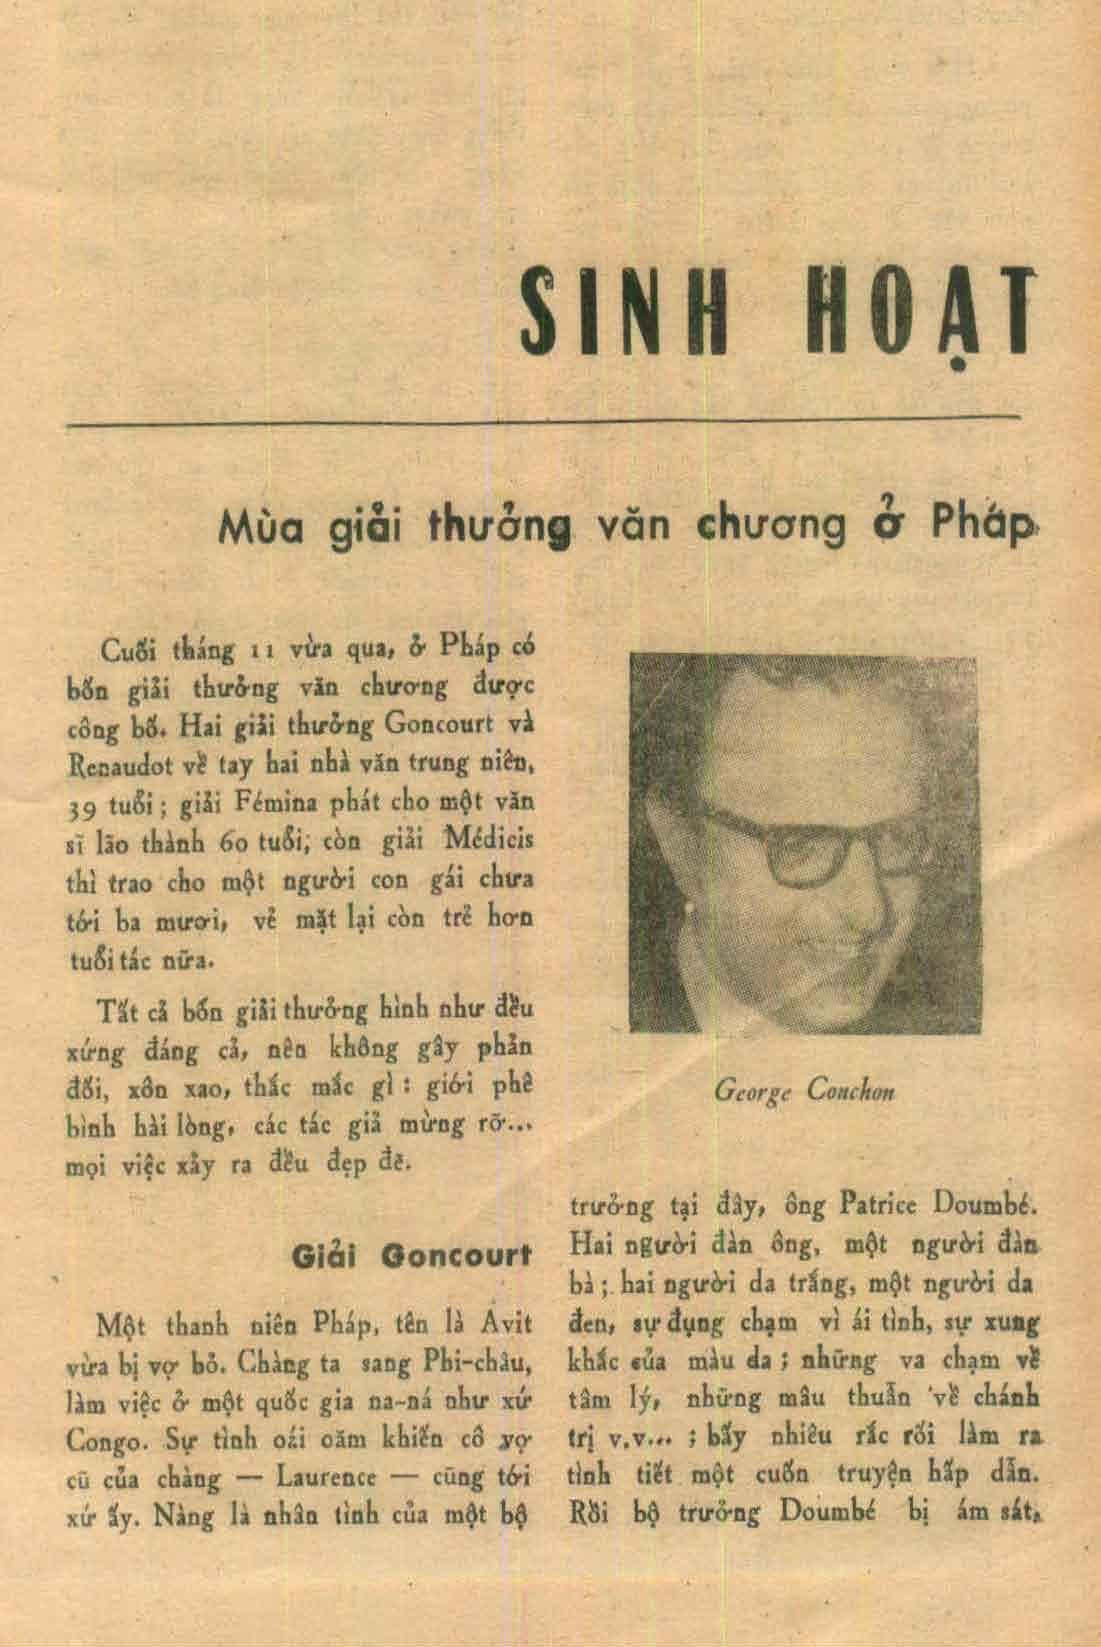 SINH HOẠT
Mùa giải thưởng văn chương ở Pháp
Cuối tháng 11 vừa qua, ở Pháp có
bốn giải thưởng văn chương được
công bố. Hai giải thưởng Goncourt và
Renaudot về tay hai nhà văn trung niên,
39 tuổi ; giải Fémina phát cho một văn
sĩ lão thành 60 tuổi; còn giải Médicis
thì trao cho một người con gái chưa
tới ba mươi, vẻ mặt lại còn trẻ hơn
tuổi tác nữa.
Tất cả bốn giải thưởng hình như đều
xứng đáng cả, nên không gây phản
đối, xôn xao, thắc mắc gì : giới phê
bình hài lòng, các tác giả mừng rỡ...
mọi việc xảy ra đều đẹp đẽ.
Giải Goncourt
Một thanh niên Pháp, tên là Avit
vừa bị vợ bỏ. Chàng ta sang Phi-châu,
làm việc ở một quốc gia na-ná như xứ
Congo. Sự tình oái oăm khiến cô vợ
cũ của chàng — Laurence — cũng tới
xứ ấy. Nàng là nhân tình của một bộ
George Conchon
trưởng tại đây, ông Patrice Doumbé.
Hai người đàn ông, một người đàn
bà ; hai người da trắng, một người da
đen, sự đụng chạm vì ái tình, sự xung
khắc của màu da ; những va chạm về
tâm lý, những mâu thuẫn về chánh
trị v.v... ; bấy nhiêu rắc rối làm ra
tình tiết một cuốn truyện hấp dẫn.
Rồi bộ trưởng Doumbé bị ám sát,